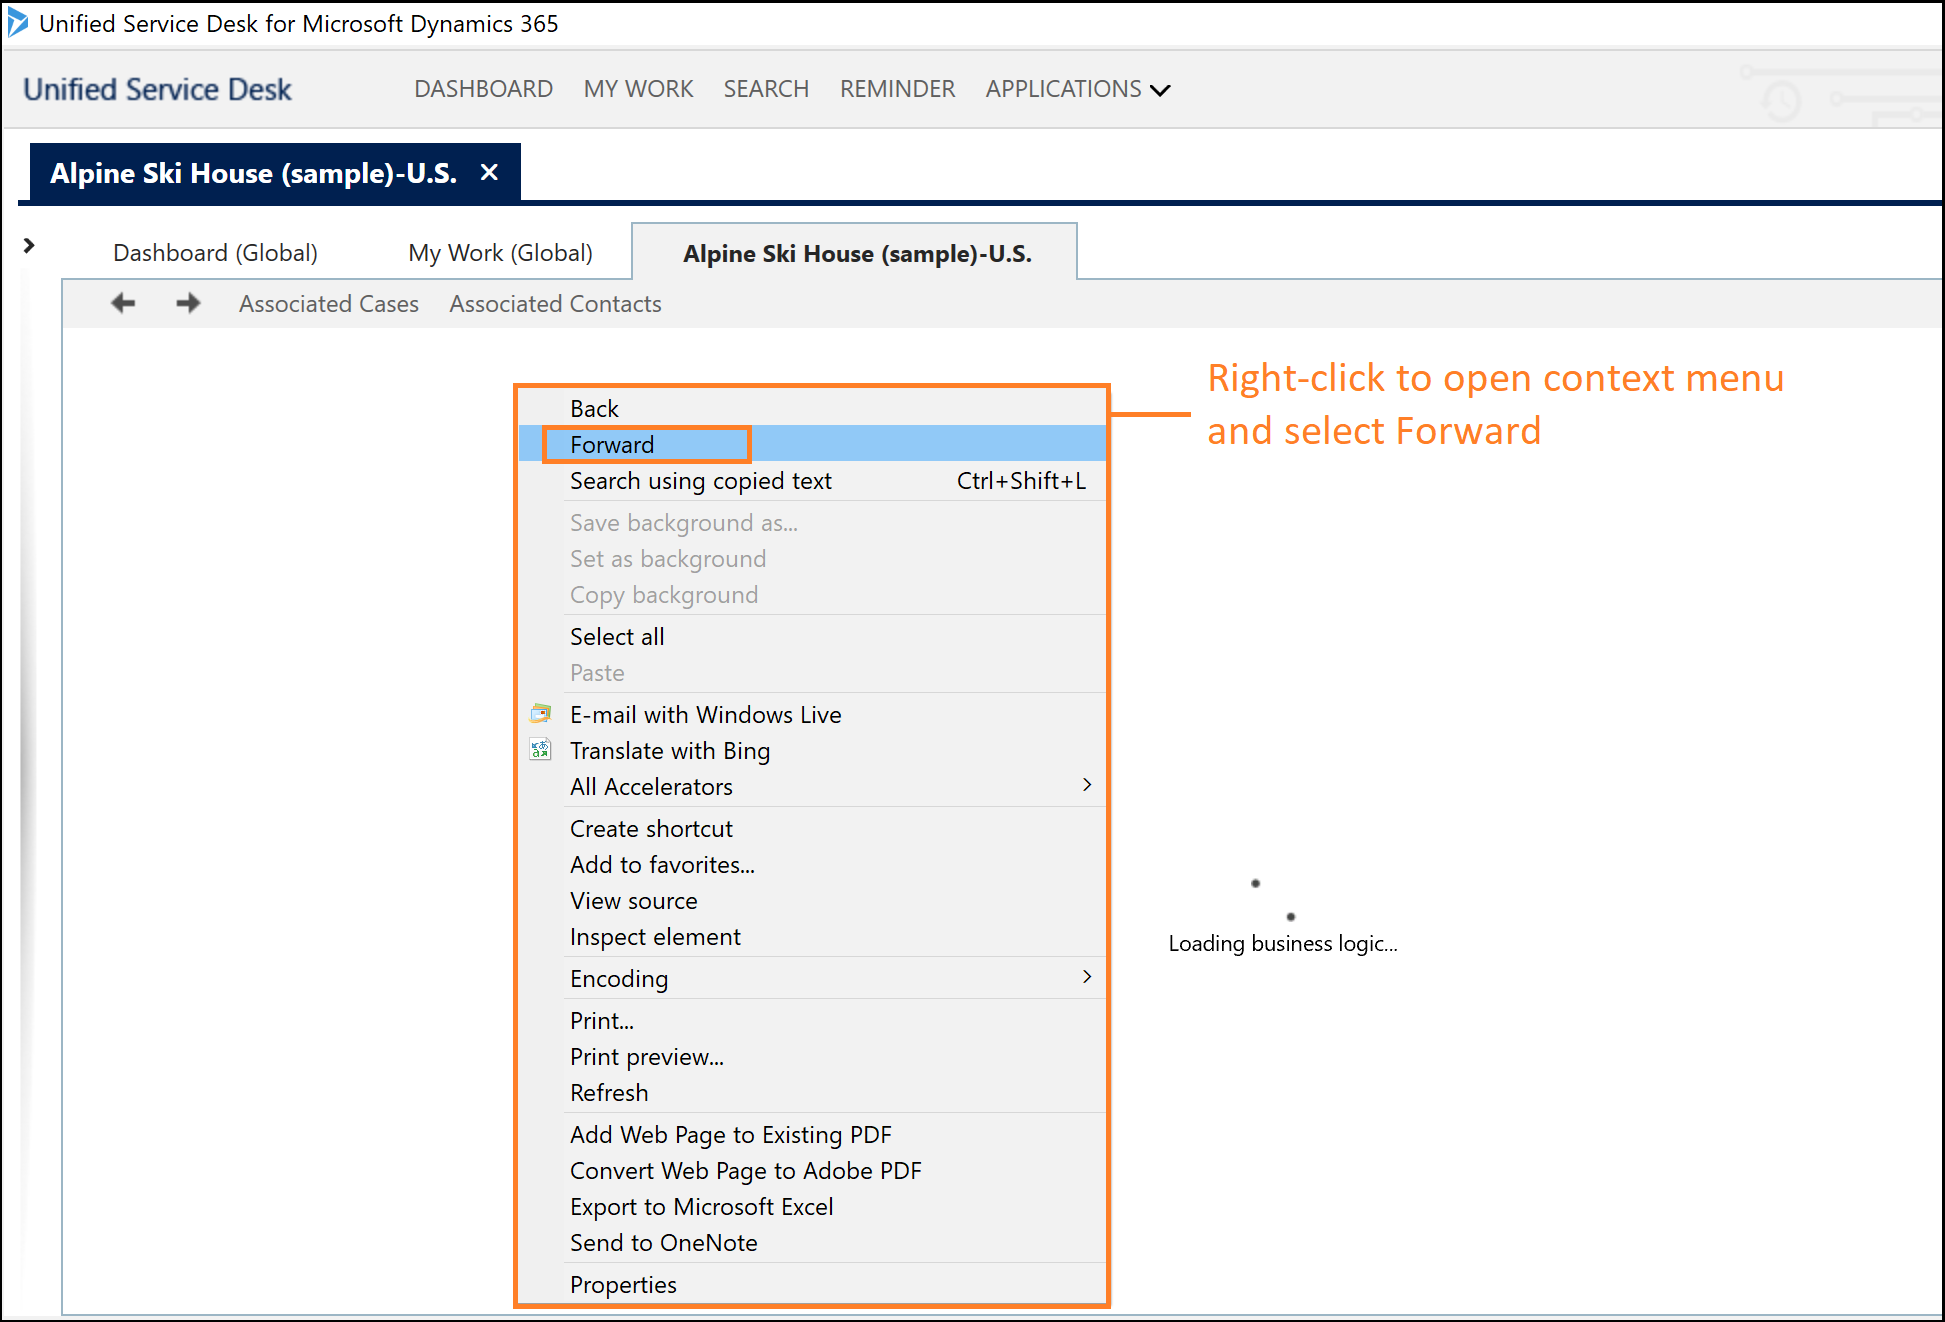 Unified Service Desk for Microsoft Dynamics 365
Unified Service Desk DASHBOARD MY WORK SEARCH REMINDER APPLICATIONS
Alpine Ski House (sample)-U.S.
Dashboard (Global) My Work (Global) Alpine Ski House (sample)-U.S.
Associated Cases Associated Contacts
Right-click to open context menu
and select Forward
Back
Forward
Search using copied text Ctrl+Shift+L
Save background as...
Set as background
Copy background
Select all
Paste
E-mail with Windows Live
Translate with Bing
All Accelerators
Create shortcut
Add to favorites...
View source
Inspect element
Loading business logic...
Encoding
Print...
Print preview...
Refresh
Add Web Page to Existing PDF
Convert Web Page to Adobe PDF
Export to Microsoft Excel
Send to OneNote
Properties